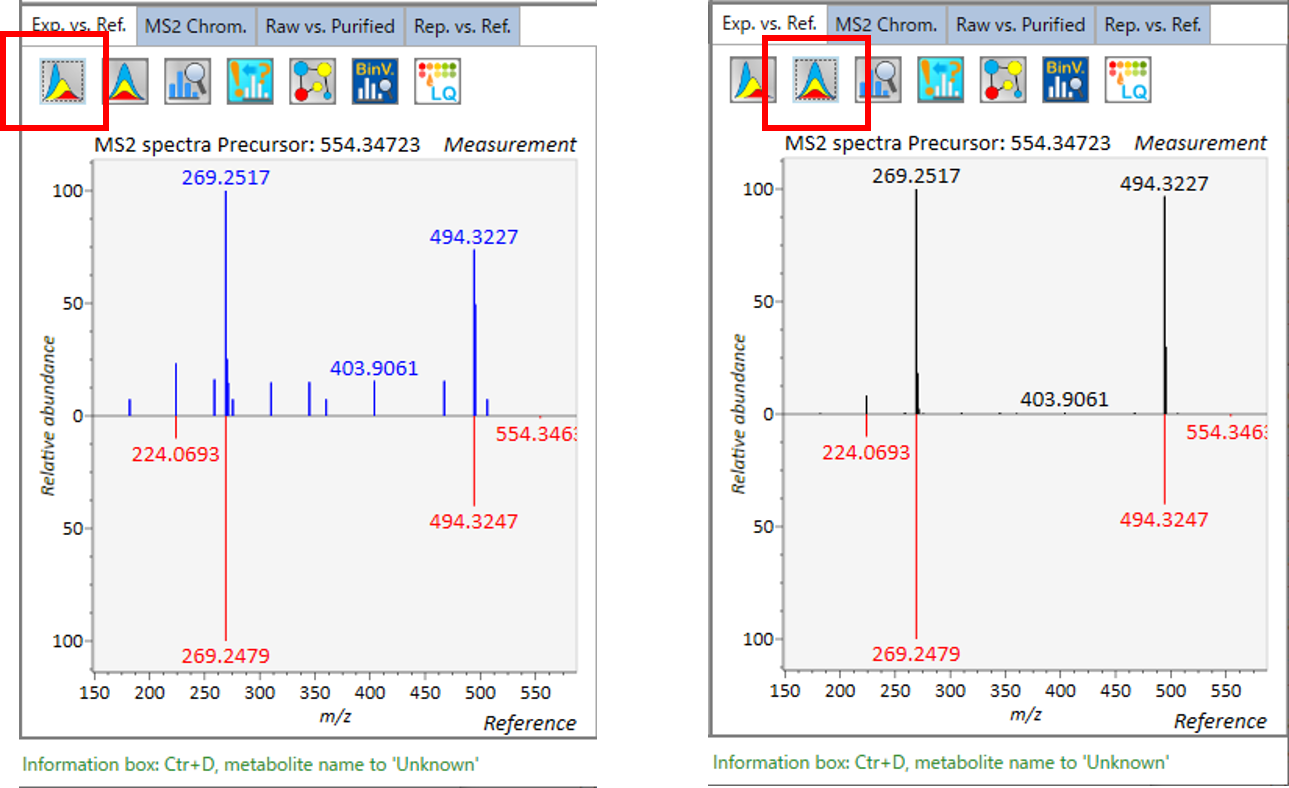 Exp. vs. Ref. MS2 Chrom. Raw vs. Purified Rep. vs. Ref.
BinV.
LQ
MS2 spectra Precursor: 554.34723 Measurement
269.2517
100
494.3227
50
403.9061
Relative abundance
0
554.346
224.0693
494.3247
50
100
269.2479
150 200 250 300 350 400 450 500 550
m/z
Reference
Information box: Ctr+D, metabolite name to 'Unknown'
Exp. vs. Ref. MS2 Chrom. Raw vs. Purified Rep. vs. Ref.
BinV.
LQ
MS2 spectra Precursor: 554.34723 Measurement
269.2517
494.3227
100
50
403.9061
Relative abundance
0
554.346
224.0693
494.3247
50
100
269.2479
150 200 250 300 350 400 450 500 550
m/z
Reference
Information box: Ctr+D, metabolite name to 'Unknown'